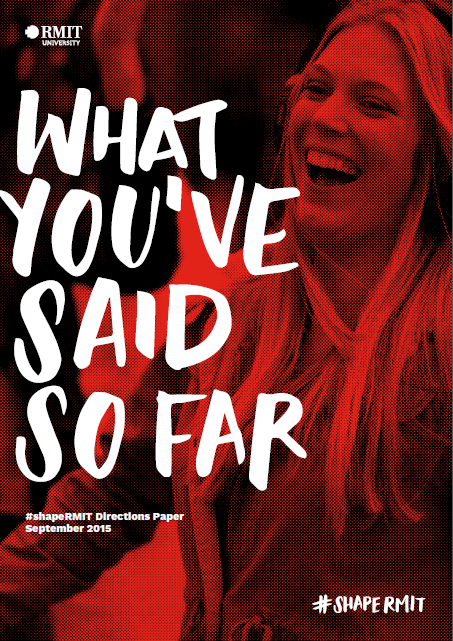 RMIT
UNIVERSITY
WHAT
YOU'VE
SAID
SO FAR
#shapeRMIT Directions Paper
September 2015
#SHAPERMIT